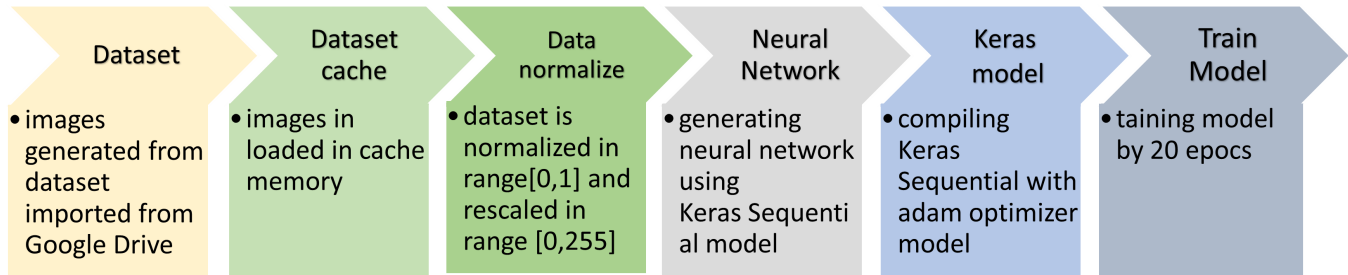 Dataset
• images
generated from
dataset
imported from
Google Drive
Dataset
cache
• images in
loaded in cache
memory
Data
normalize
• dataset is
normalized in
range[0,1] and
rescaled in
range [0,255]
Neural
Network
• generating
neural network
using
Keras Sequenti
al model
Keras
model
• compiling
Keras
Sequential with
adam optimizer
model
Train
Model
• taining model
by 20 epocs